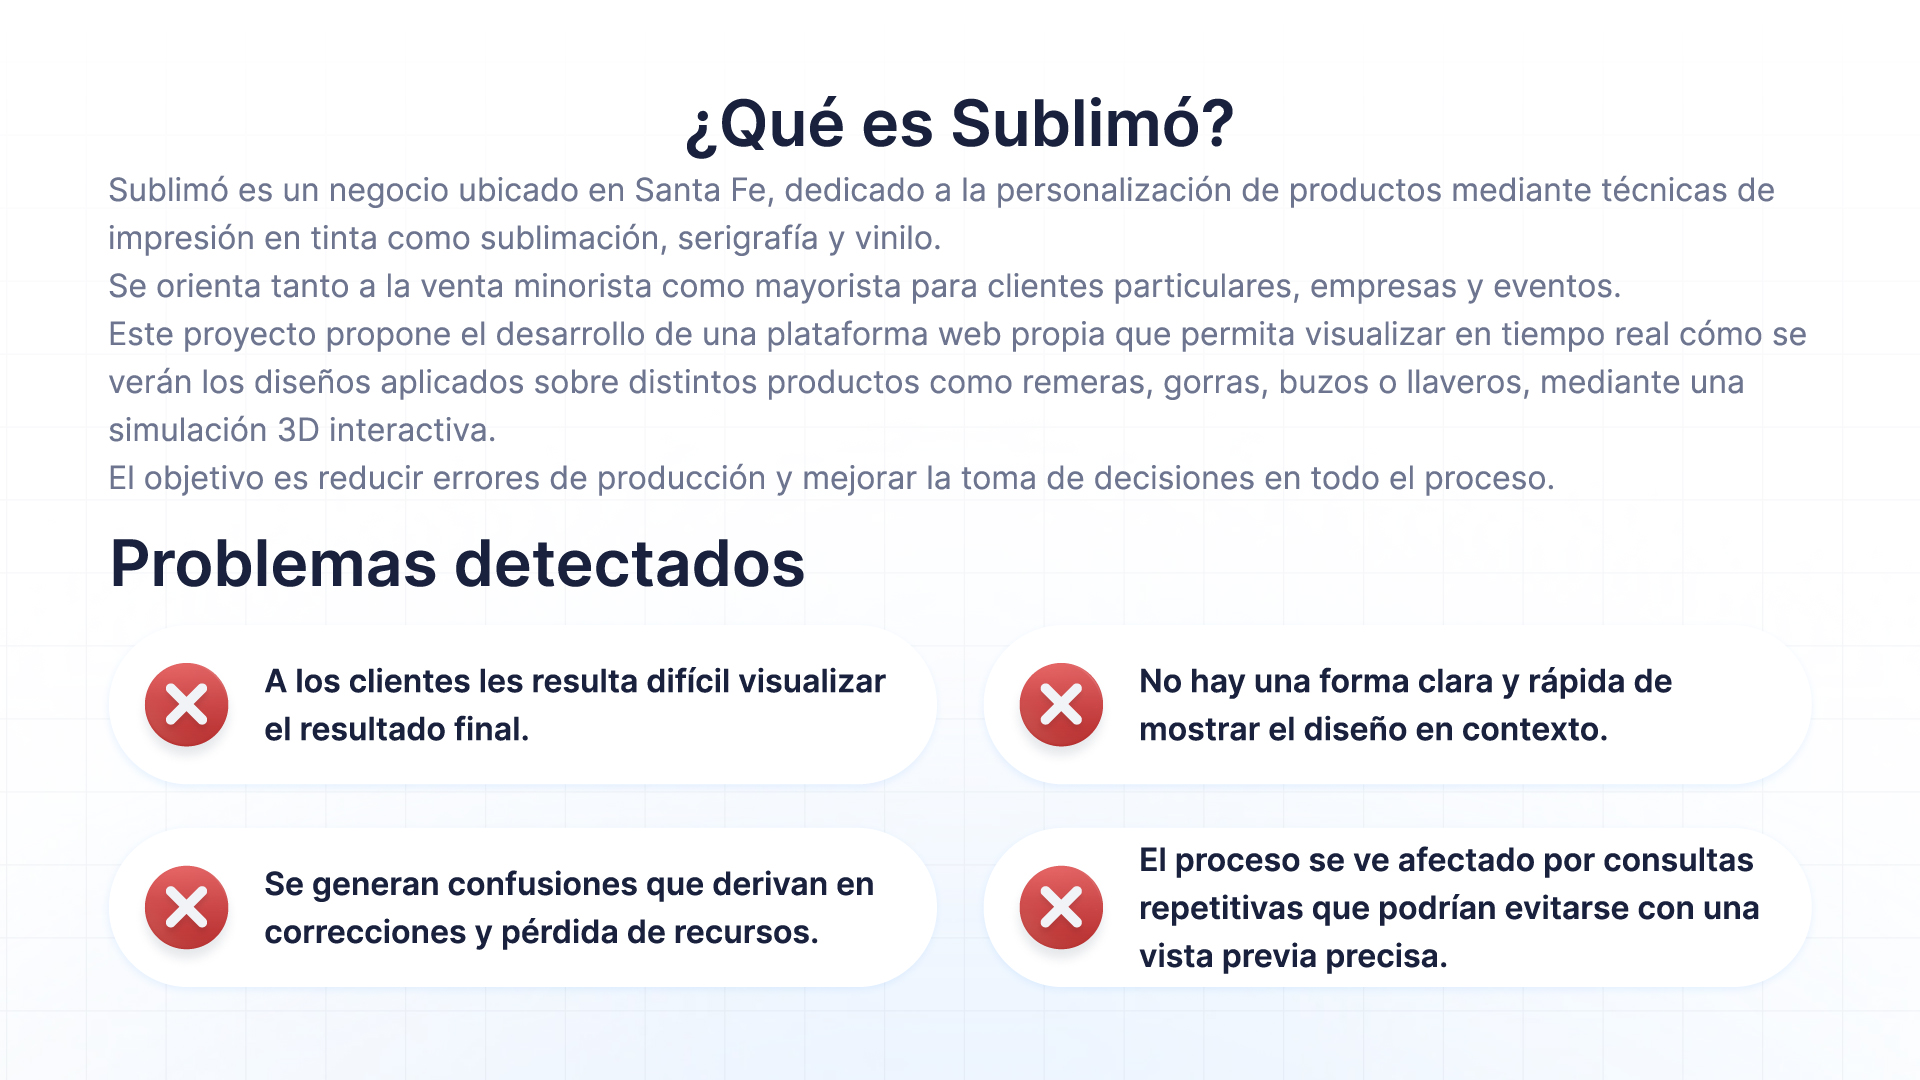 ¿Qué es Sublimó?
Sublimó es un negocio ubicado en Santa Fe, dedicado a la personalización de productos mediante técnicas de
impresión en tinta como sublimación, serigrafía y vinilo.
Se orienta tanto a la venta minorista como mayorista para clientes particulares, empresas y eventos.
Este proyecto propone el desarrollo de una plataforma web propia que permita visualizar en tiempo real cómo se
verán los diseños aplicados sobre distintos productos como remeras, gorras, buzos o llaveros, mediante una
simulación 3D interactiva.
El objetivo es reducir errores de producción y mejorar la toma de decisiones en todo el proceso.
Problemas detectados
A los clientes les resulta difícil visualizar
el resultado final.
No hay una forma clara y rápida de
mostrar el diseño en contexto.
Se generan confusiones que derivan en
correcciones y pérdida de recursos.
El proceso se ve afectado por consultas
repetitivas que podrían evitarse con una
vista previa precisa.